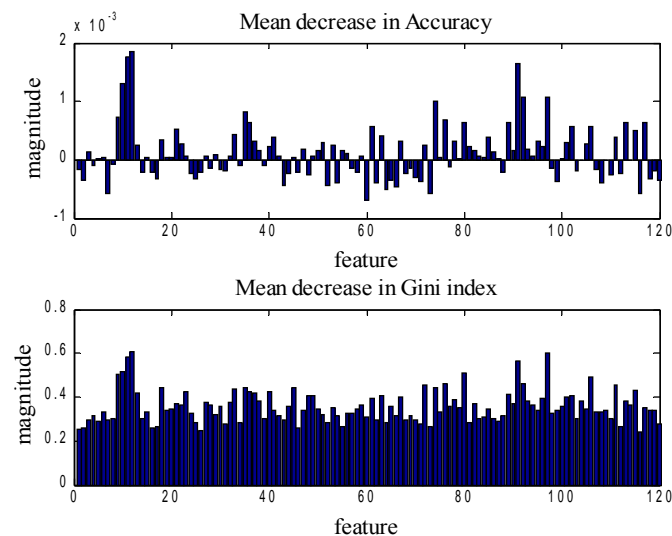 Mean decrease in Accuracy
x 10⁻³
2
1
0
-1
magnitude
0 20 40 60 80 100 120
feature
Mean decrease in Gini index
0.8
0.6
0.4
0.2
0
magnitude
0 20 40 60 80 100 120
feature